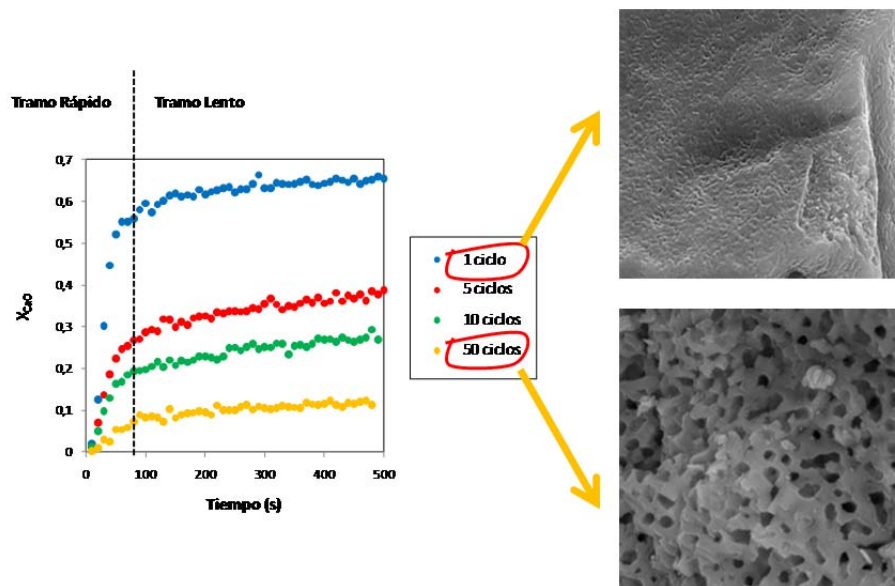 Tramo Rápido
Tramo Lento
0,7
0,6
0,5
0,4
0,3
0,2
0,1
0
X_CaO
0
100
200
300
400
500
Tiempo (s)
1 ciclo
5 ciclos
10 ciclos
50 ciclos